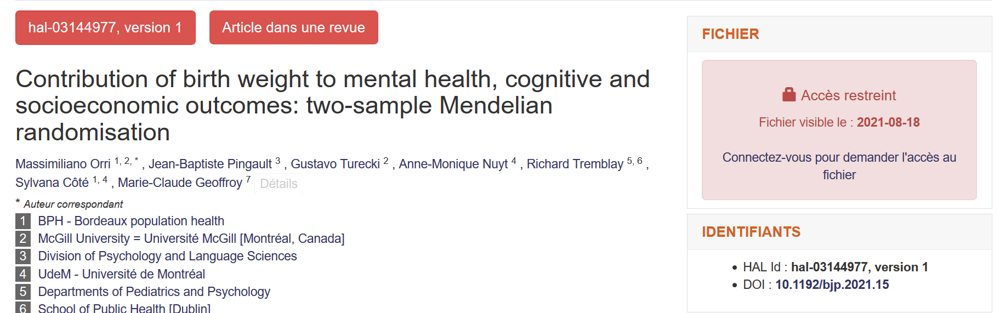 hal-03144977, version 1
Article dans une revue
Contribution of birth weight to mental health, cognitive and
socioeconomic outcomes: two-sample Mendelian
randomisation
Massimiliano Orri 1, 2, * , Jean-Baptiste Pingault 3 , Gustavo Turecki 2 , Anne-Monique Nuyt 4 , Richard Tremblay 5, 6 ,
Sylvana Côté 1, 4 , Marie-Claude Geoffroy 7 Détails
* Auteur correspondant
1 BPH - Bordeaux population health
2 McGill University = Université McGill [Montréal, Canada]
3 Division of Psychology and Language Sciences
4 UdeM - Université de Montréal
5 Departments of Pediatrics and Psychology
6 School of Public Health [Dublin]
FICHIER
Accès restreint
Fichier visible le : 2021-08-18
Connectez-vous pour demander l'accès au
fichier
IDENTIFIANTS
HAL Id : hal-03144977, version 1
DOI : 10.1192/bjp.2021.15